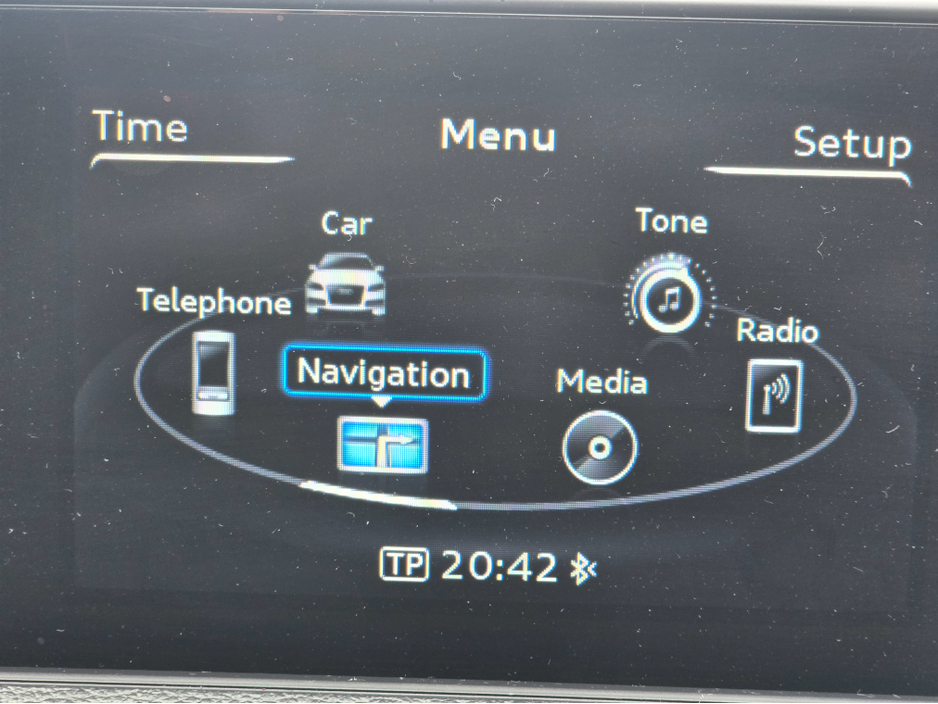 Time
Menu
Setup
Car
Tone
Telephone
Radio
Navigation
Media
TP 20:42